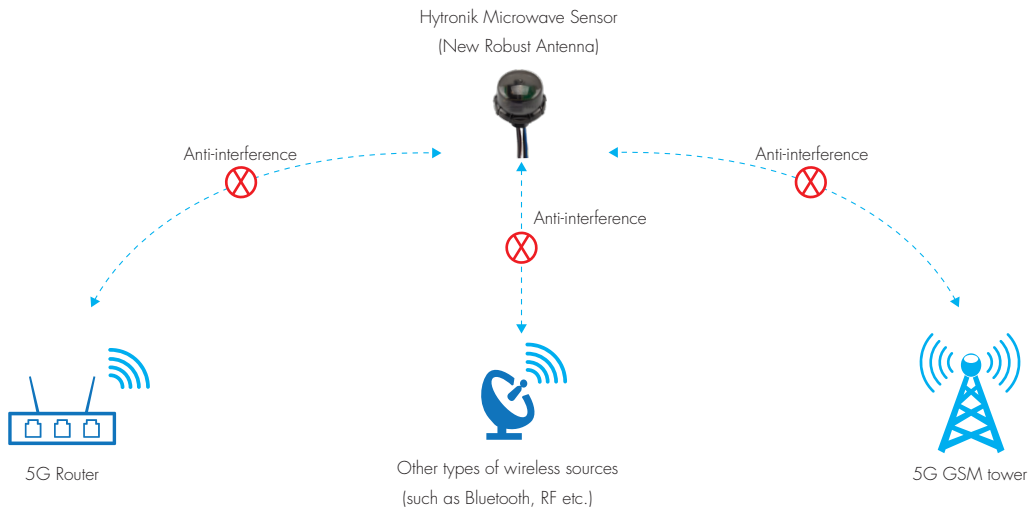 Hytronik Microwave Sensor
(New Robust Antenna)
Anti-interference
Anti-interference
Anti-interference
5G Router
Other types of wireless sources
(such as Bluetooth, RF etc.)
5G GSM tower